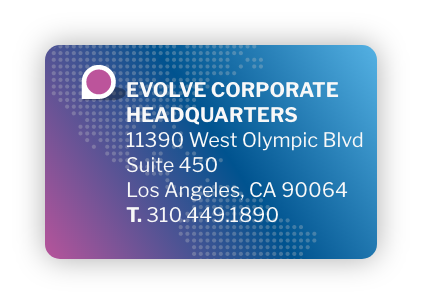 EVOLVE CORPORATE
HEADQUARTERS
11390 West Olympic Blvd
Suite 450
Los Angeles, CA 90064
T. 310.449.1890